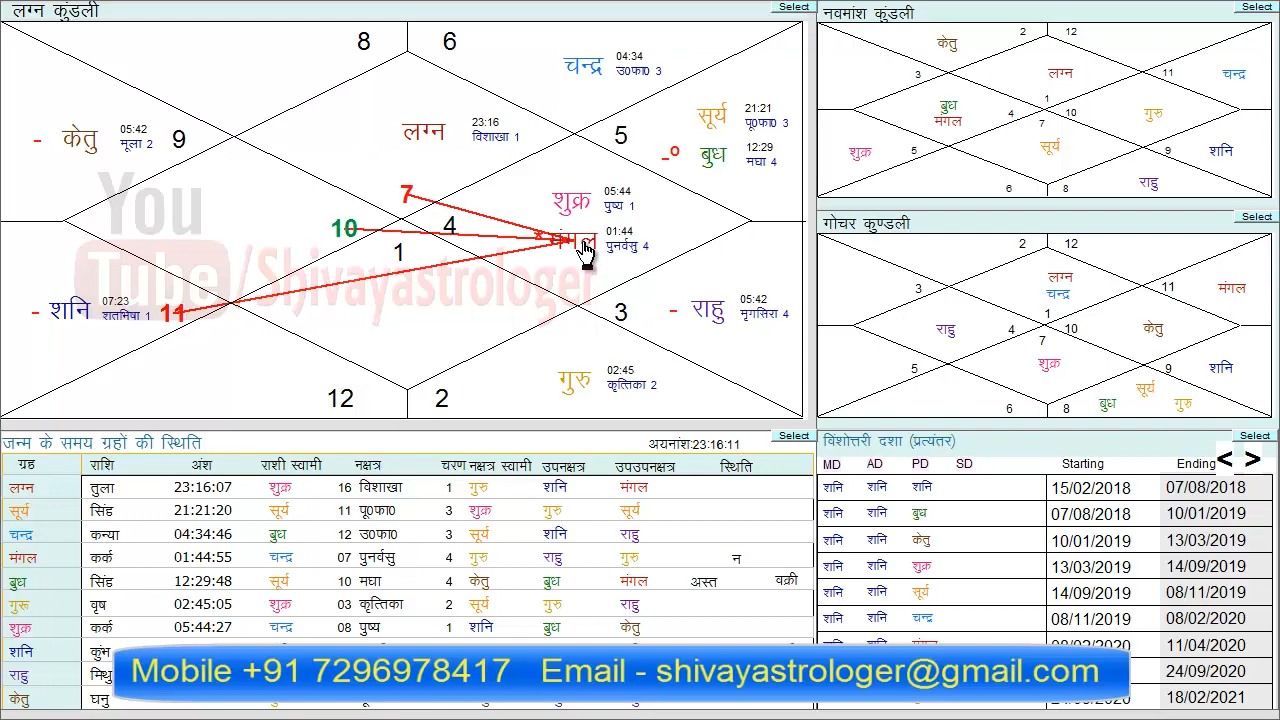 लग्न कुंडली
Select
8
6
चन्द्र 04:34 उ0फा0 3
सूर्य 21:21 पू0फा0 3
- केतु 05:42 मूला 2 9
लग्न 23:16 विशाखा 1
5
-० बुध 12:29 मघा 4
7
शुक्र 05:44 पुष्य 1
10
4
मंगल 01:44 पुनर्वसु 4
1
You Tube/Shivayastrologer
- शनि 07:23 शतभिषा 1 11
3
- राहु 05:42 मृगसिरा 4
गुरु 02:45 कृत्तिका 2
12
2
नवमांश कुंडली
Select
केतु
2
12
3
लग्न
11
चन्द्र
बुध
मंगल
4
1
10
7
गुरु
शुक्र
5
सूर्य
9
शनि
6
8
राहु
गोचर कुण्डली
Select
2
12
3
लग्न
चन्द्र
11
मंगल
राहु
4
1
10
7
केतु
5
शुक्र
9
शनि
सूर्य
6
8
बुध
गुरु
जन्म के समय ग्रहों की स्थिति
अयनांश:23:16:11
Select
ग्रह राशि अंश राशी स्वामी नक्षत्र चरण नक्षत्र स्वामी उपनक्षत्र उपउपनक्षत्र स्थिति
लग्न तुला 23:16:07 शुक्र 16 विशाखा 1 गुरु शनि मंगल
सूर्य सिंह 21:21:20 सूर्य 11 पू0फा0 3 शुक्र गुरु सूर्य
चन्द्र कन्या 04:34:46 बुध 12 उ0फा0 3 सूर्य शनि राहु
मंगल कर्क 01:44:55 चन्द्र 07 पुनर्वसु 4 गुरु राहु गुरु न
बुध सिंह 12:29:48 सूर्य 10 मघा 4 केतु बुध मंगल अस्त वक्री
गुरू वृष 02:45:05 शुक्र 03 कृत्तिका 2 सूर्य गुरु राहु
शुक्र कर्क 05:44:27 चन्द्र 08 पुष्य 1 शनि बुध केतु
शनि कुंभ
राहु मिथु
केतु धनु
विंशोत्तरी दशा (प्रत्यंतर)
Select
MD AD PD SD Starting Ending < >
शनि शनि शनि 15/02/2018 07/08/2018
शनि शनि बुध 07/08/2018 10/01/2019
शनि शनि केतु 10/01/2019 13/03/2019
शनि शनि शुक्र 13/03/2019 14/09/2019
शनि शनि सूर्य 14/09/2019 08/11/2019
शनि शनि चन्द्र 08/11/2019 08/02/2020
11/04/2020
24/09/2020
18/02/2021
Mobile +91 7296978417 Email - shivayastrologer@gmail.com